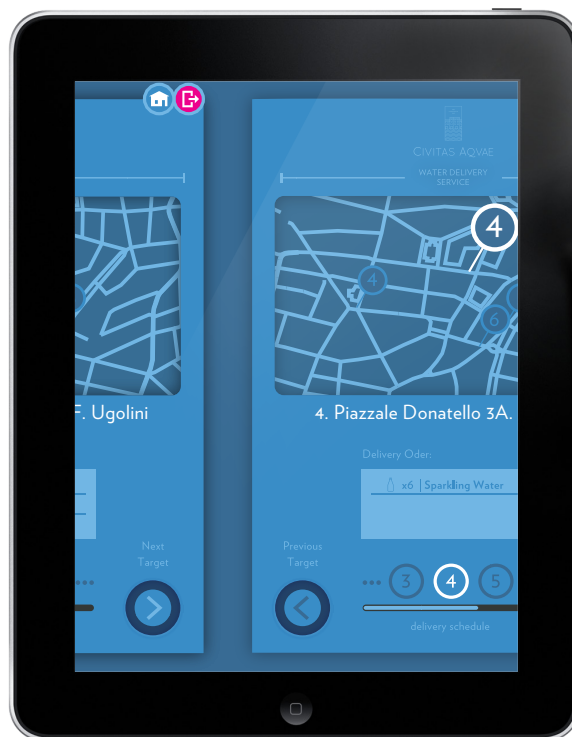 CIVITAS AQVAE
WATER DELIVERY
SERVICE
4
4
6
F. Ugolini
4. Piazzale Donatello 3A.
Delivery Oder:
x6 | Sparkling Water
Next
Target
Previous
Target
... 3 4 5
...
delivery schedule